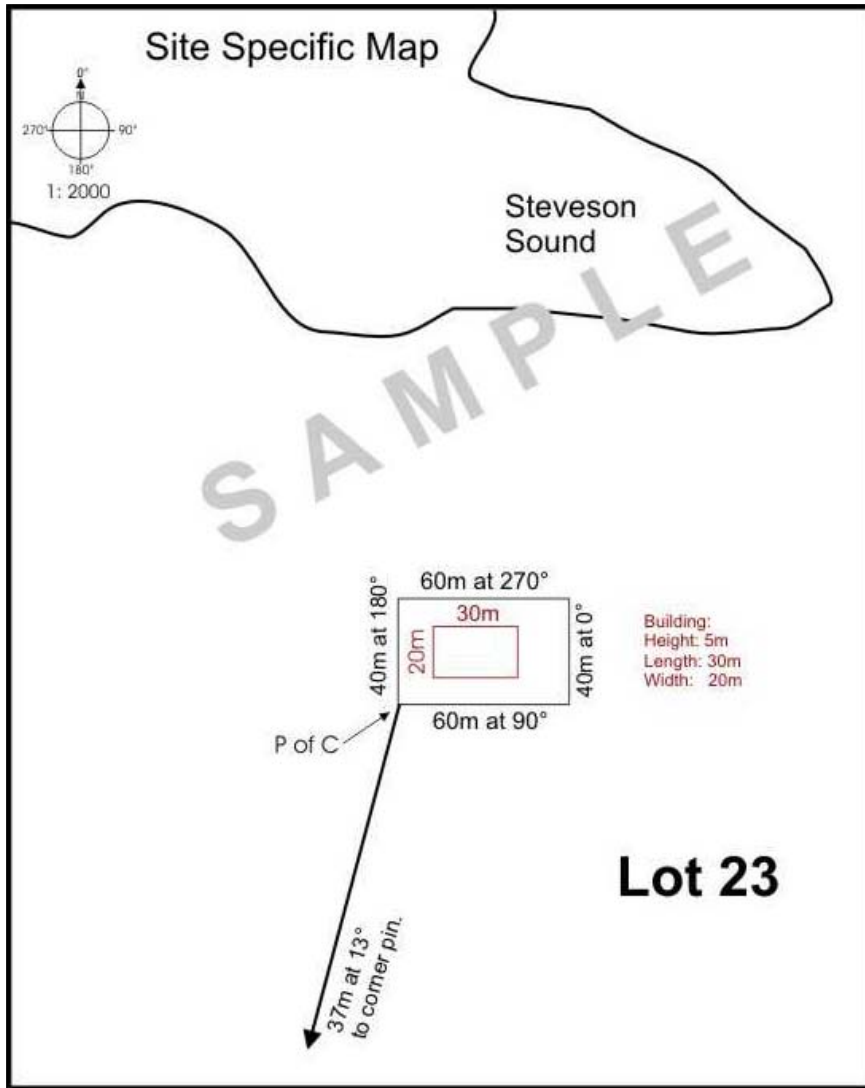 Site Specific Map
0°
N
270°
90°
180°
1: 2000
Steveson
Sound
SAMPLE
60m at 270°
40m at 180°
30m
20m
40m at 0°
60m at 90°
Building:
Height: 5m
Length: 30m
Width: 20m
P of C
Lot 23
37m at 13°
to corner pin.